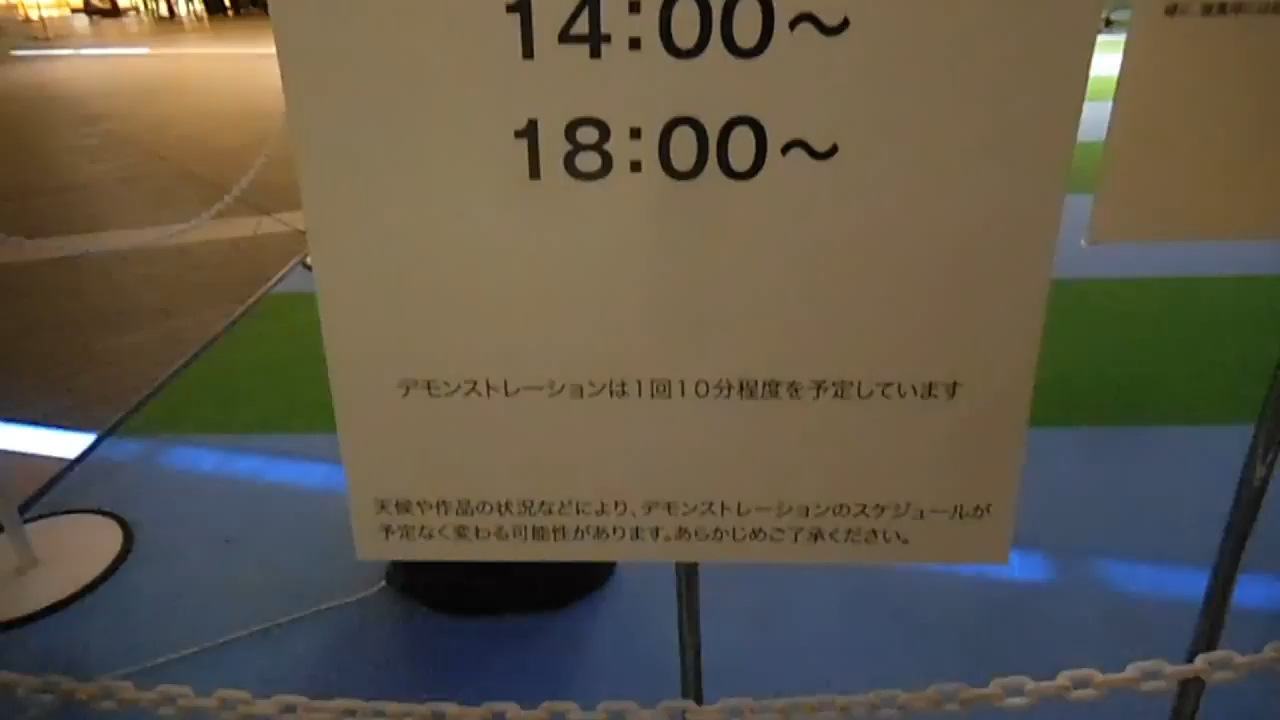 14:00～
18:00～
デモンストレーションは1回10分程度を予定しています
天候や作品の状況などにより、デモンストレーションのスケジュールが
予定なく変わる可能性があります。あらかじめご了承ください。